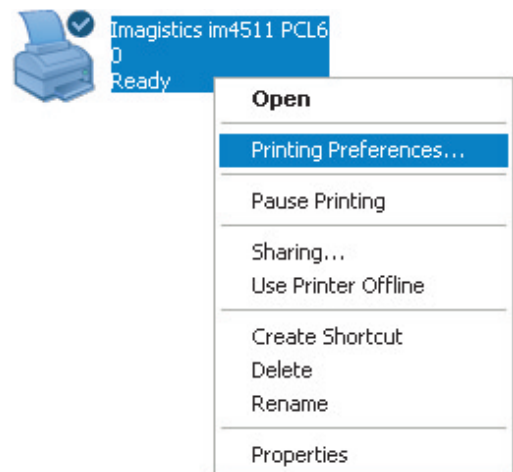 Imagistics im4511 PCL6
0
Ready
Open
Printing Preferences...
Pause Printing
Sharing...
Use Printer Offline
Create Shortcut
Delete
Rename
Properties